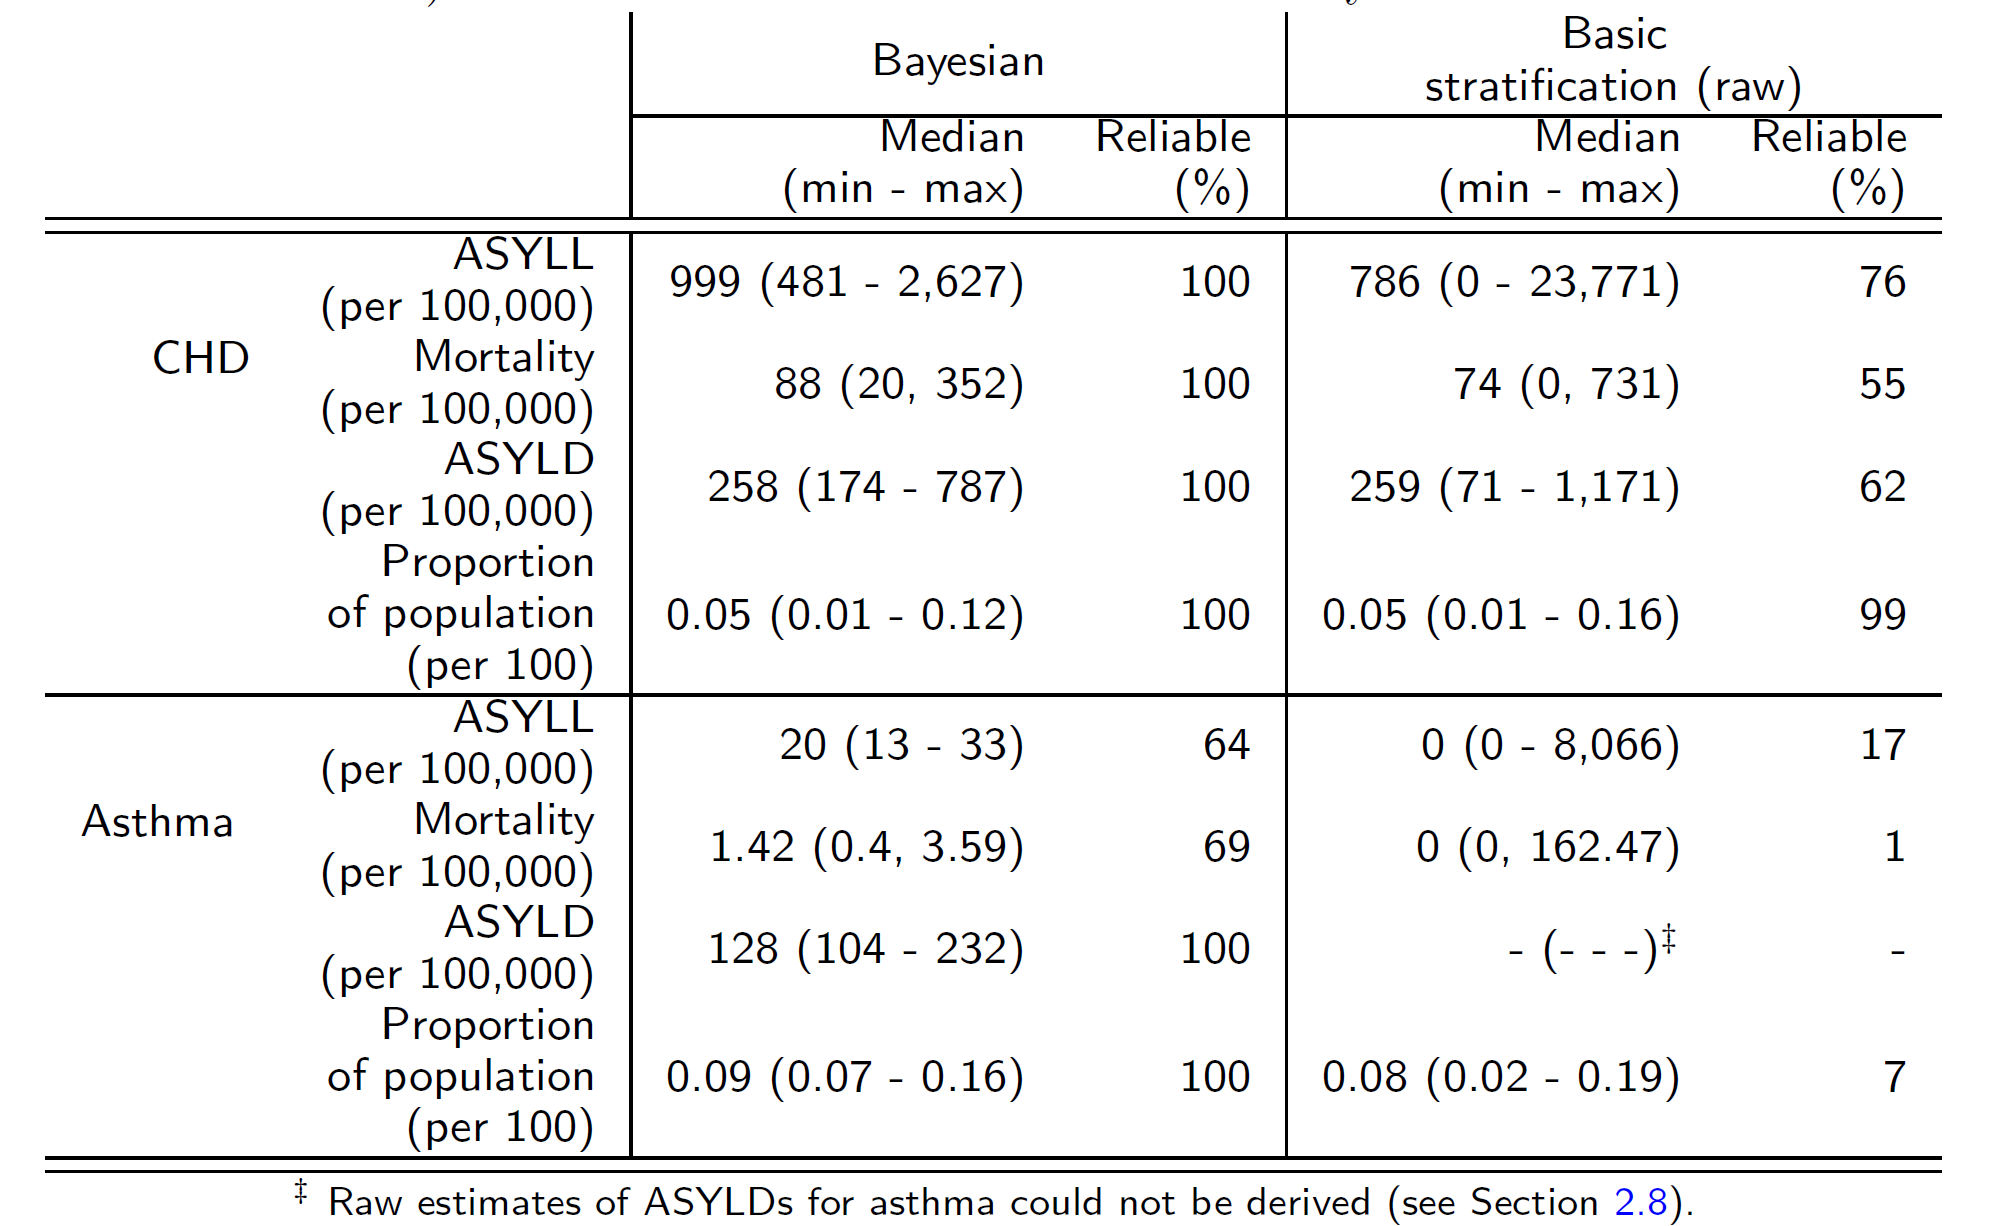 Bayesian
Basic
stratification (raw)
Median
(min - max)
Reliable
(%)
Median
(min - max)
Reliable
(%)
CHD
ASYLL
(per 100,000)
999 (481 - 2,627)
100
786 (0 - 23,771)
76
Mortality
(per 100,000)
88 (20, 352)
100
74 (0, 731)
55
ASYLD
(per 100,000)
258 (174 - 787)
100
259 (71 - 1,171)
62
Proportion
of population
(per 100)
0.05 (0.01 - 0.12)
100
0.05 (0.01 - 0.16)
99
Asthma
ASYLL
(per 100,000)
20 (13 - 33)
64
0 (0 - 8,066)
17
Mortality
(per 100,000)
1.42 (0.4, 3.59)
69
0 (0, 162.47)
1
ASYLD
(per 100,000)
128 (104 - 232)
100
- (- - -)‡
-
Proportion
of population
(per 100)
0.09 (0.07 - 0.16)
100
0.08 (0.02 - 0.19)
7
‡ Raw estimates of ASYLDs for asthma could not be derived (see Section 2.8).